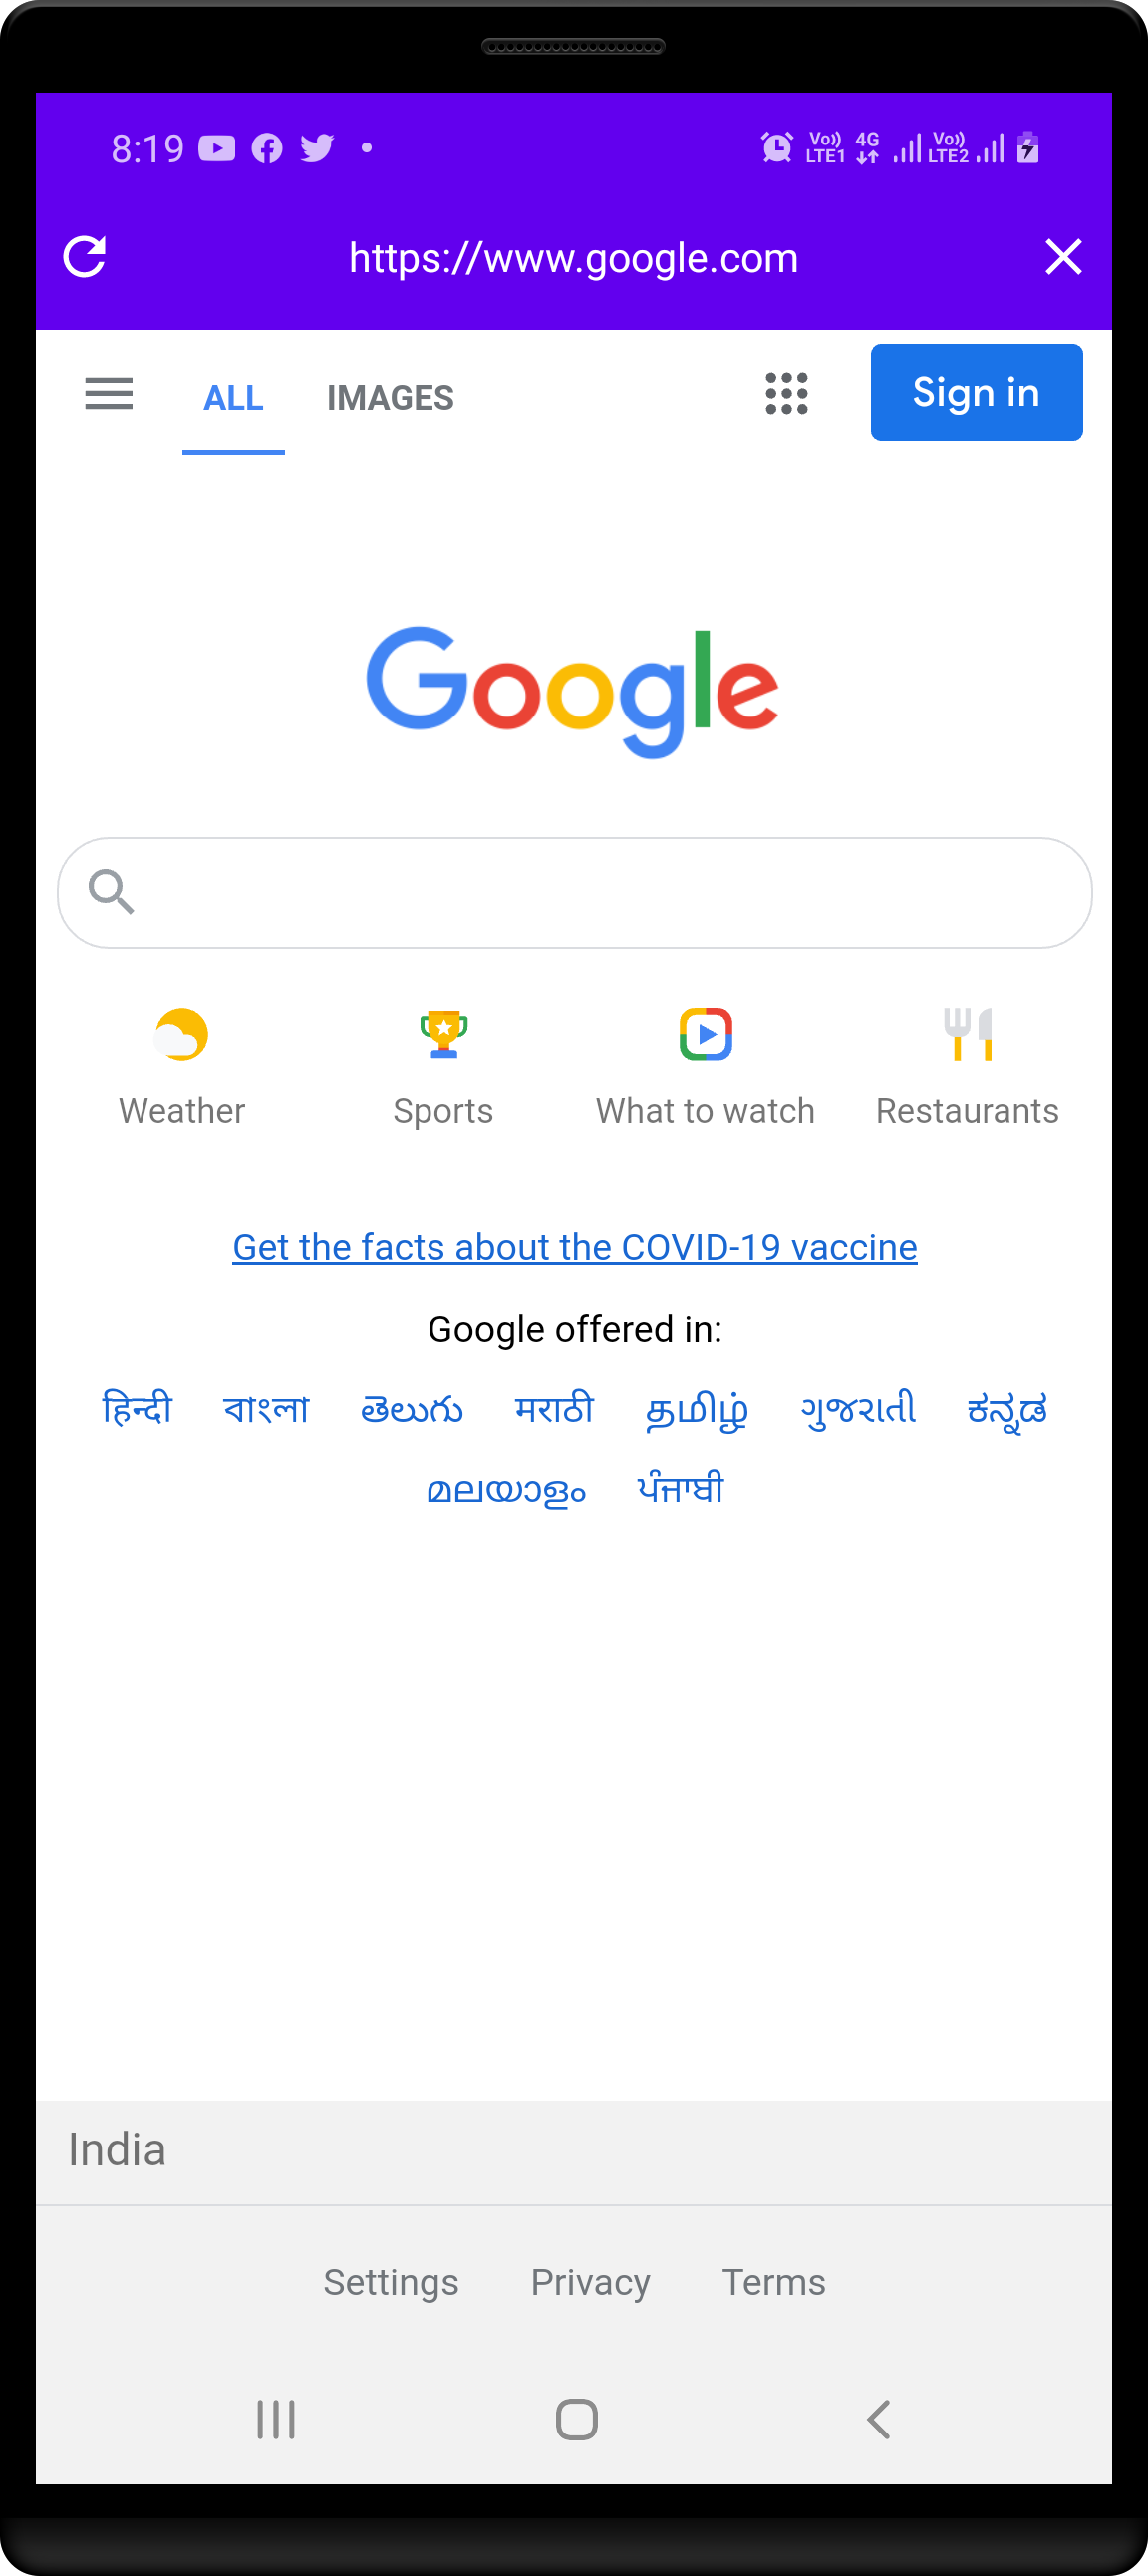 8:19 Vo)) LTE1 4G Vo)) LTE2
https://www.google.com
ALL IMAGES Sign in
Google
Weather Sports What to watch Restaurants
Get the facts about the COVID-19 vaccine
Google offered in:
हिन्दी বাংলা తెలుగు मराठी தமிழ் ગુજરાતી ಕನ್ನಡ
മലയാളം ਪੰਜਾਬੀ
India
Settings Privacy Terms